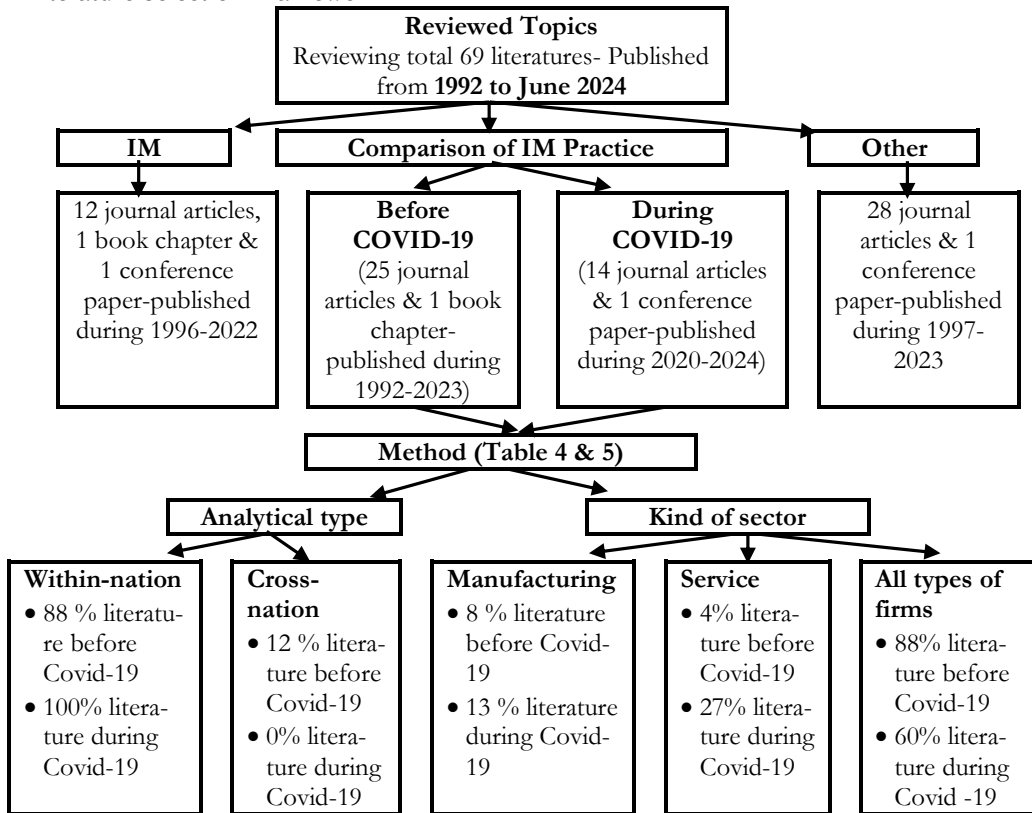 Reviewed Topics
Reviewing total 69 literatures- Published
from 1992 to June 2024
IM
Comparison of IM Practice
Other
12 journal articles,
1 book chapter &
1 conference
paper-published
during 1996-2022
Before
COVID-19
(25 journal
articles & 1 book
chapter-
published during
1992-2023)
During
COVID-19
(14 journal articles
& 1 conference
paper-published
during 2020-2024)
28 journal
articles & 1
conference
paper-published
during 1997-
2023
Method (Table 4 & 5)
Analytical type
Kind of sector
Within-nation
• 88 % literatu-
re before
Covid-19
• 100% litera-
ture during
Covid-19
Cross-
nation
• 12 % litera-
ture before
Covid-19
• 0% litera-
ture during
Covid-19
Manufacturing
• 8 % literature
before Covid-
19
• 13 % literature
during Covid-
19
Service
• 4% litera-
ture before
Covid-19
• 27% litera-
ture during
Covid-19
All types of
firms
• 88% litera-
ture before
Covid-19
• 60% litera-
ture during
Covid -19